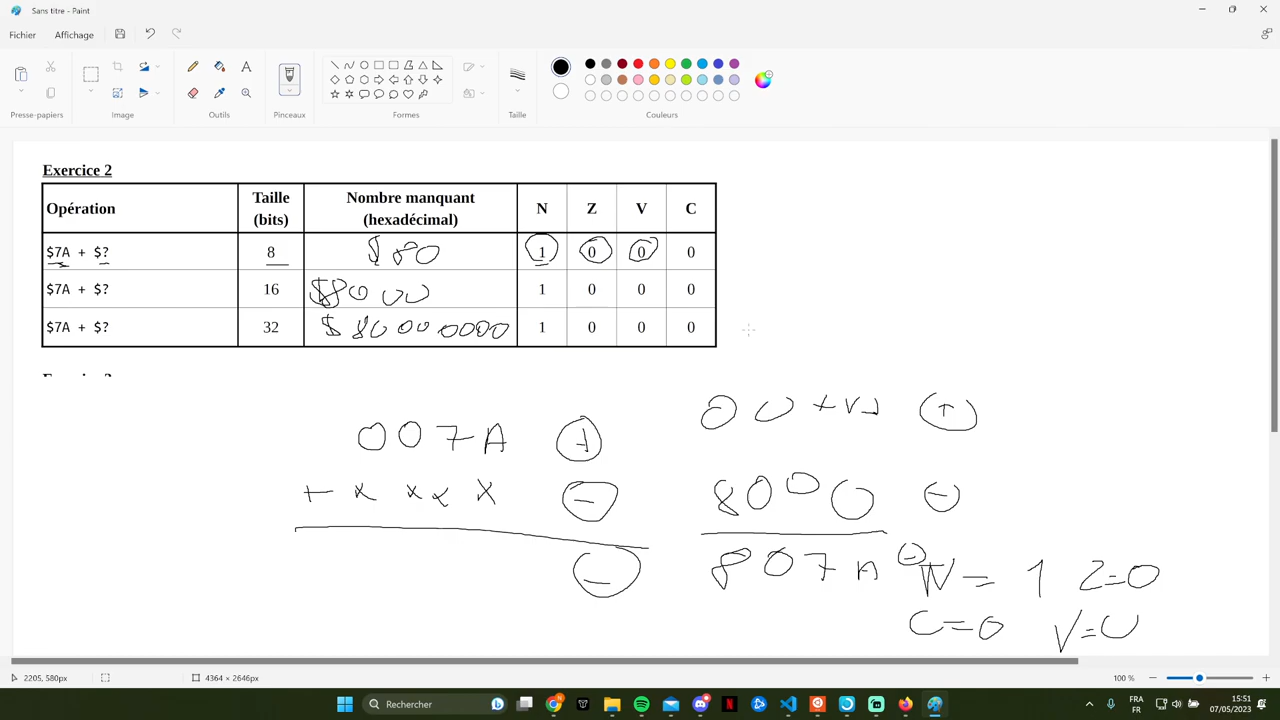 Sans titre - Paint
Fichier Affichage
Presse-papiers Image Outils Pinceaux Formes Taille Couleurs
Exercice 2
Opération Taille (bits) Nombre manquant (hexadécimal) N Z V C
$7A + $? 8 $80 1 0 0 0
$7A + $? 16 $8000 1 0 0 0
$7A + $? 32 $80000000 1 0 0 0
007A +
+ x x x x -
-
+
8000 -
807A -
N = 1 Z=0
C=0 V=0
2205, 580px 4364 × 2646px 100 %
Rechercher
FRA
FR
15:51
07/05/2023